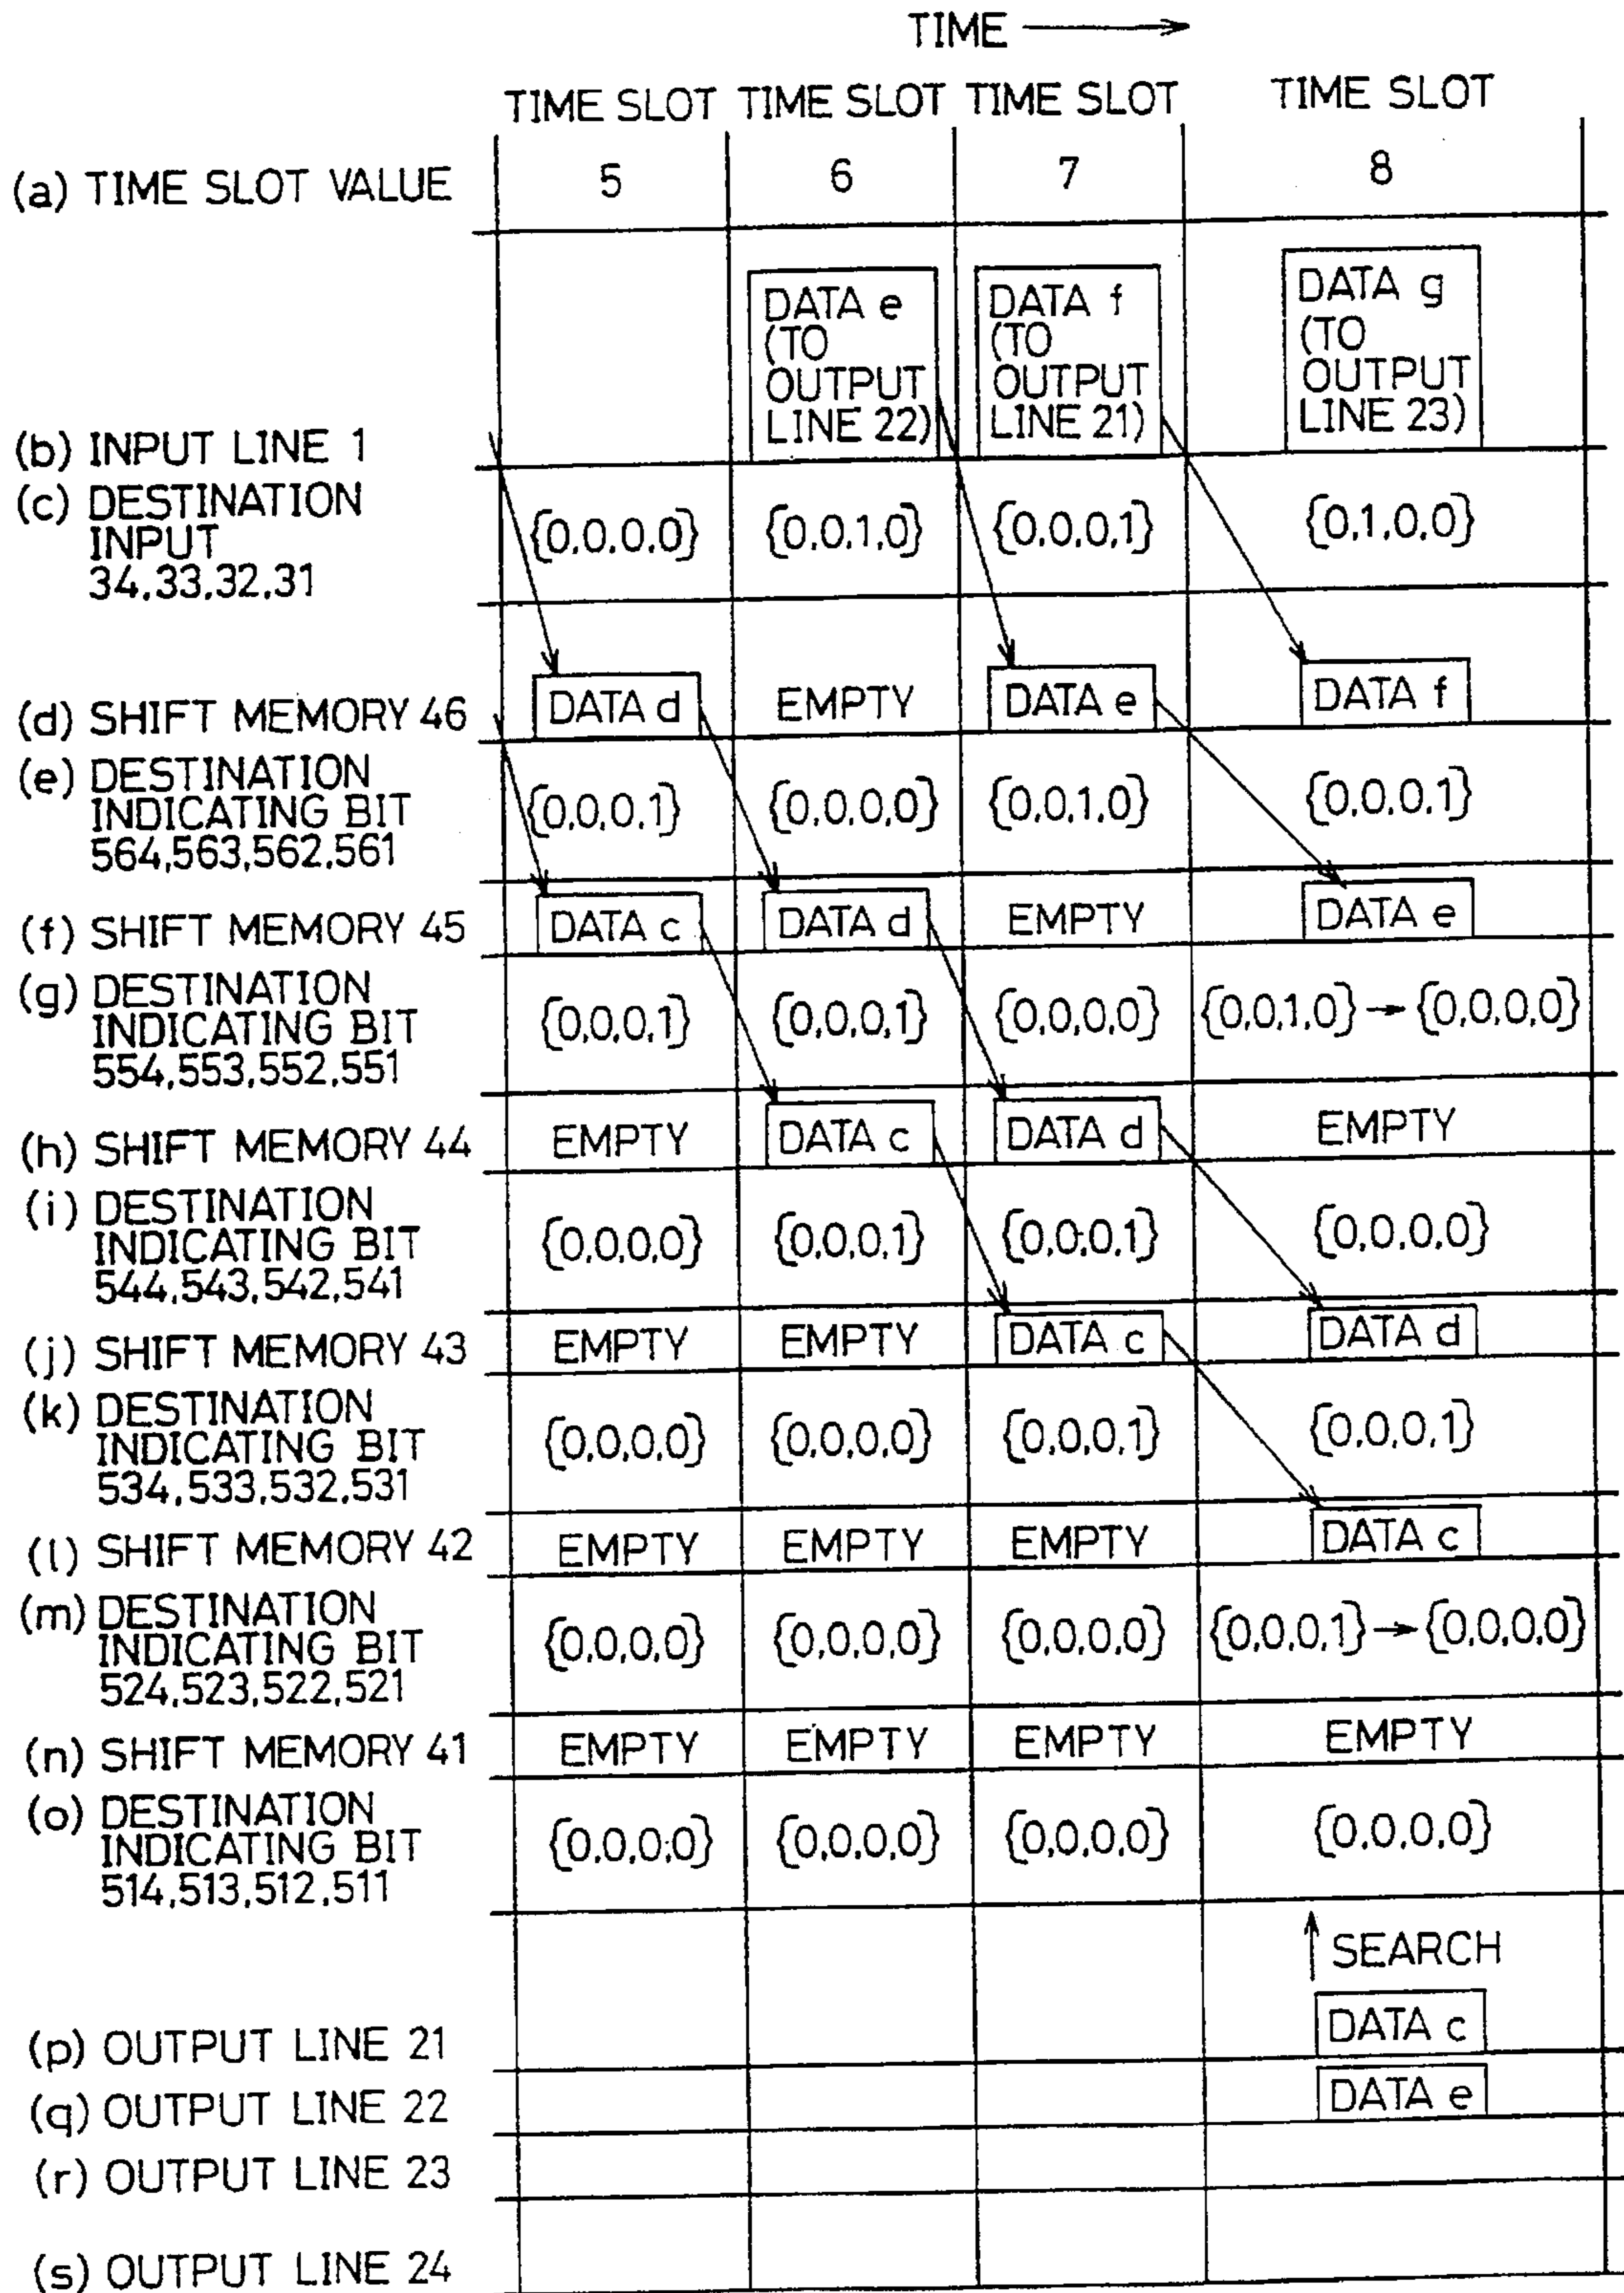 TIME →
TIME SLOT TIME SLOT TIME SLOT TIME SLOT
(a) TIME SLOT VALUE 5 6 7 8
DATA e DATA f DATA g
(TO (TO (TO
OUTPUT OUTPUT OUTPUT
LINE 22) LINE 21) LINE 23)
(b) INPUT LINE 1
(c) DESTINATION
INPUT {0,0,0,0} {0,0,1,0} {0,0,0,1} {0,1,0,0}
34,33,32,31
(d) SHIFT MEMORY 46 DATA d EMPTY DATA e DATA f
(e) DESTINATION
INDICATING BIT {0,0,0,1} {0,0,0,0} {0,0,1,0} {0,0,0,1}
564,563,562,561
(f) SHIFT MEMORY 45 DATA c DATA d EMPTY DATA e
(g) DESTINATION
INDICATING BIT {0,0,0,1} {0,0,0,1} {0,0,0,0} {0,0,1,0} → {0,0,0,0}
554,553,552,551
(h) SHIFT MEMORY 44 EMPTY DATA c DATA d EMPTY
(i) DESTINATION
INDICATING BIT {0,0,0,0} {0,0,0,1} {0,0,0,1} {0,0,0,0}
544,543,542,541
(j) SHIFT MEMORY 43 EMPTY EMPTY DATA c DATA d
(k) DESTINATION
INDICATING BIT {0,0,0,0} {0,0,0,0} {0,0,0,1} {0,0,0,1}
534,533,532,531
(l) SHIFT MEMORY 42 EMPTY EMPTY EMPTY DATA c
(m) DESTINATION
INDICATING BIT {0,0,0,0} {0,0,0,0} {0,0,0,0} {0,0,0,1} → {0,0,0,0}
524,523,522,521
(n) SHIFT MEMORY 41 EMPTY EMPTY EMPTY EMPTY
(o) DESTINATION
INDICATING BIT {0,0,0,0} {0,0,0,0} {0,0,0,0} {0,0,0,0}
514,513,512,511
↑ SEARCH
(p) OUTPUT LINE 21 DATA c
(q) OUTPUT LINE 22 DATA e
(r) OUTPUT LINE 23
(s) OUTPUT LINE 24